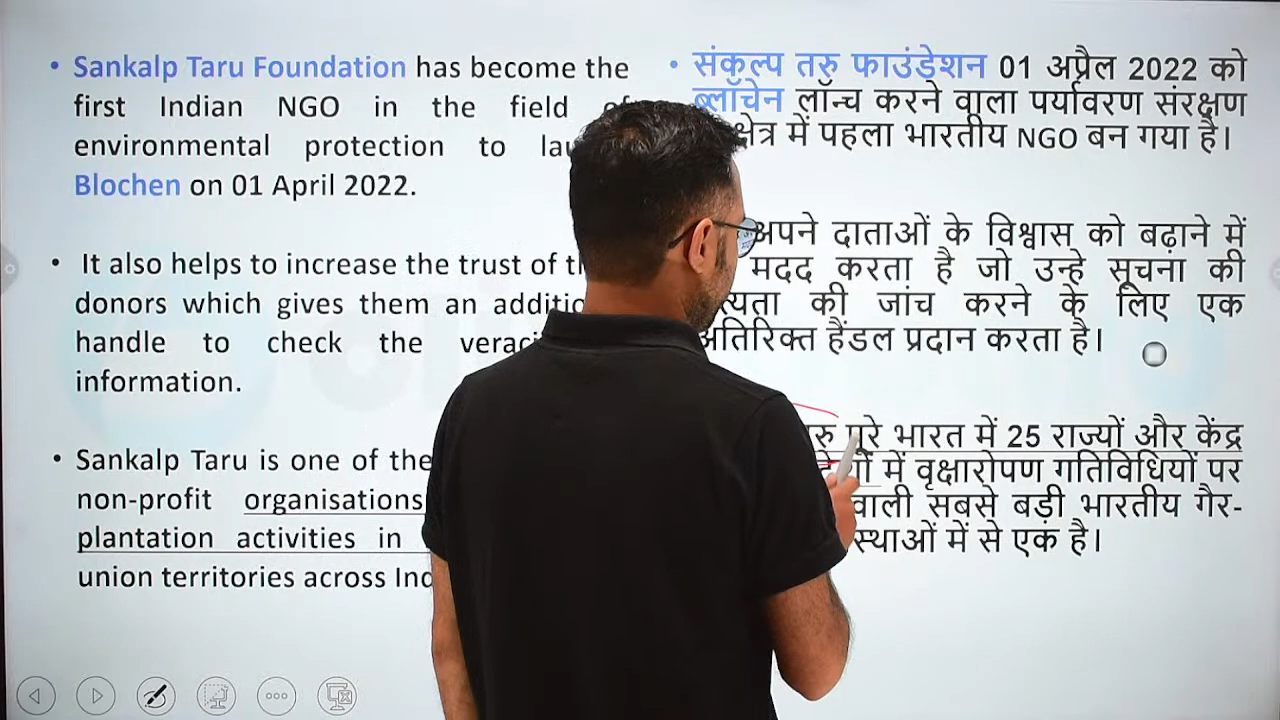 • Sankalp Taru Foundation has become the
first Indian NGO in the field of
environmental protection to
Blochen on 01 April 2022.
• It also helps to increase the trust of
donors which gives them an
handle to check the
information.
• Sankalp Taru is one of the
non-profit organisations
plantation activities in
union territories across
• संकल्प तरु फाउंडेशन 01 अप्रैल 2022 को
ब्लॉचेन लॉन्च करने वाला पर्यावरण संरक्षण
क्षेत्र में पहला भारतीय NGO बन गया है।
अपने दाताओं के विश्वास को बढ़ाने में
मदद करता है जो उन्हे सूचना की
की जांच करने के लिए एक
अतिरिक्त हैंडल प्रदान करता है।
पूरे भारत में 25 राज्यों और केंद्र
में वृक्षारोपण गतिविधियों पर
वाली सबसे बड़ी भारतीय गैर-
में से एक है।